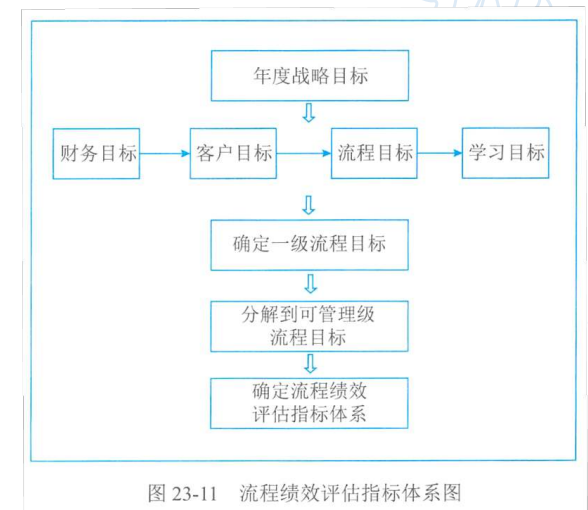 年度战略目标
财务目标 客户目标 流程目标 学习目标
确定一级流程目标
分解到可管理级
流程目标
确定流程绩效
评估指标体系
图 23-11 流程绩效评估指标体系图